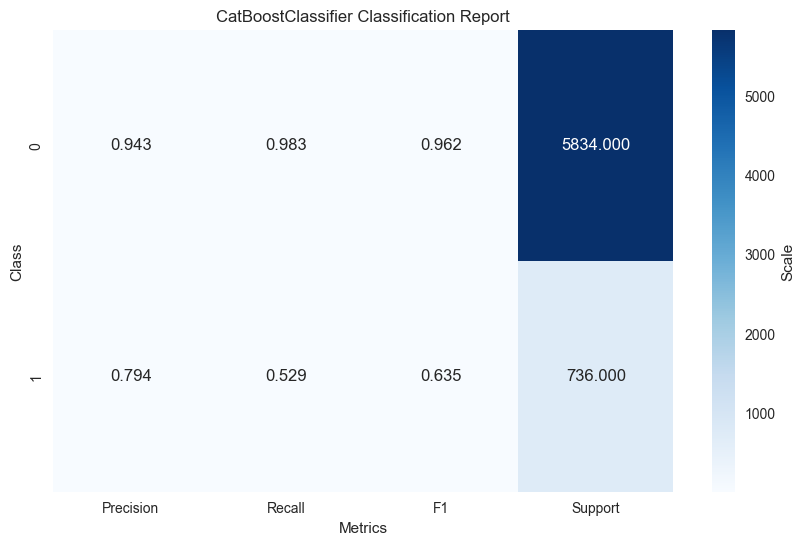 CatBoostClassifier Classification Report
0 0.943 0.983 0.962 5834.000
1 0.794 0.529 0.635 736.000
Class
Precision Recall F1 Support
Metrics
5000
4000
3000
2000
1000
Scale